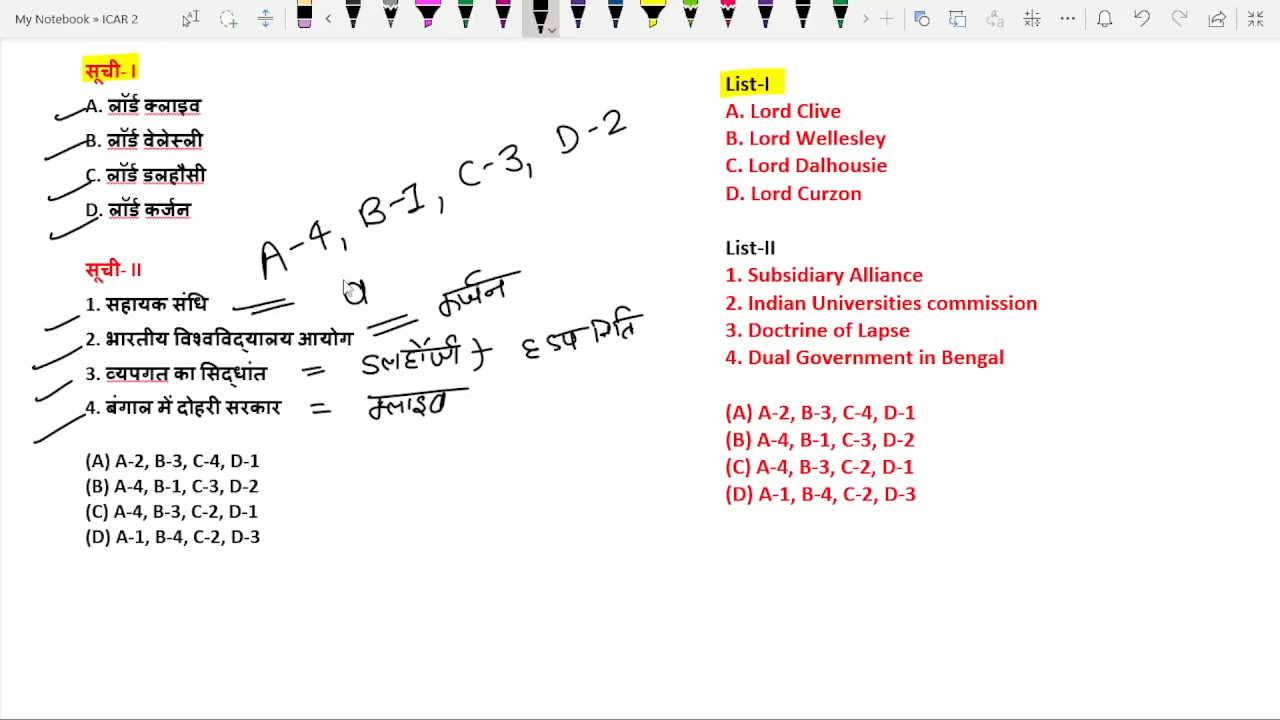 My Notebook » ICAR 2
सूची- I
A. लॉर्ड क्लाइव
B. लॉर्ड वेलेस्ली
C. लॉर्ड डलहौसी
D. लॉर्ड कर्जन
A-4, B-1, C-3, D-2
सूची- II
1. सहायक संधि
2. भारतीय विश्वविद्यालय आयोग = कर्जन
3. व्यपगत का सिद्धांत = डलहौजी
4. बंगाल में दोहरी सरकार = क्लाइव
(A) A-2, B-3, C-4, D-1
(B) A-4, B-1, C-3, D-2
(C) A-4, B-3, C-2, D-1
(D) A-1, B-4, C-2, D-3
List-I
A. Lord Clive
B. Lord Wellesley
C. Lord Dalhousie
D. Lord Curzon
List-II
1. Subsidiary Alliance
2. Indian Universities commission
3. Doctrine of Lapse
4. Dual Government in Bengal
(A) A-2, B-3, C-4, D-1
(B) A-4, B-1, C-3, D-2
(C) A-4, B-3, C-2, D-1
(D) A-1, B-4, C-2, D-3